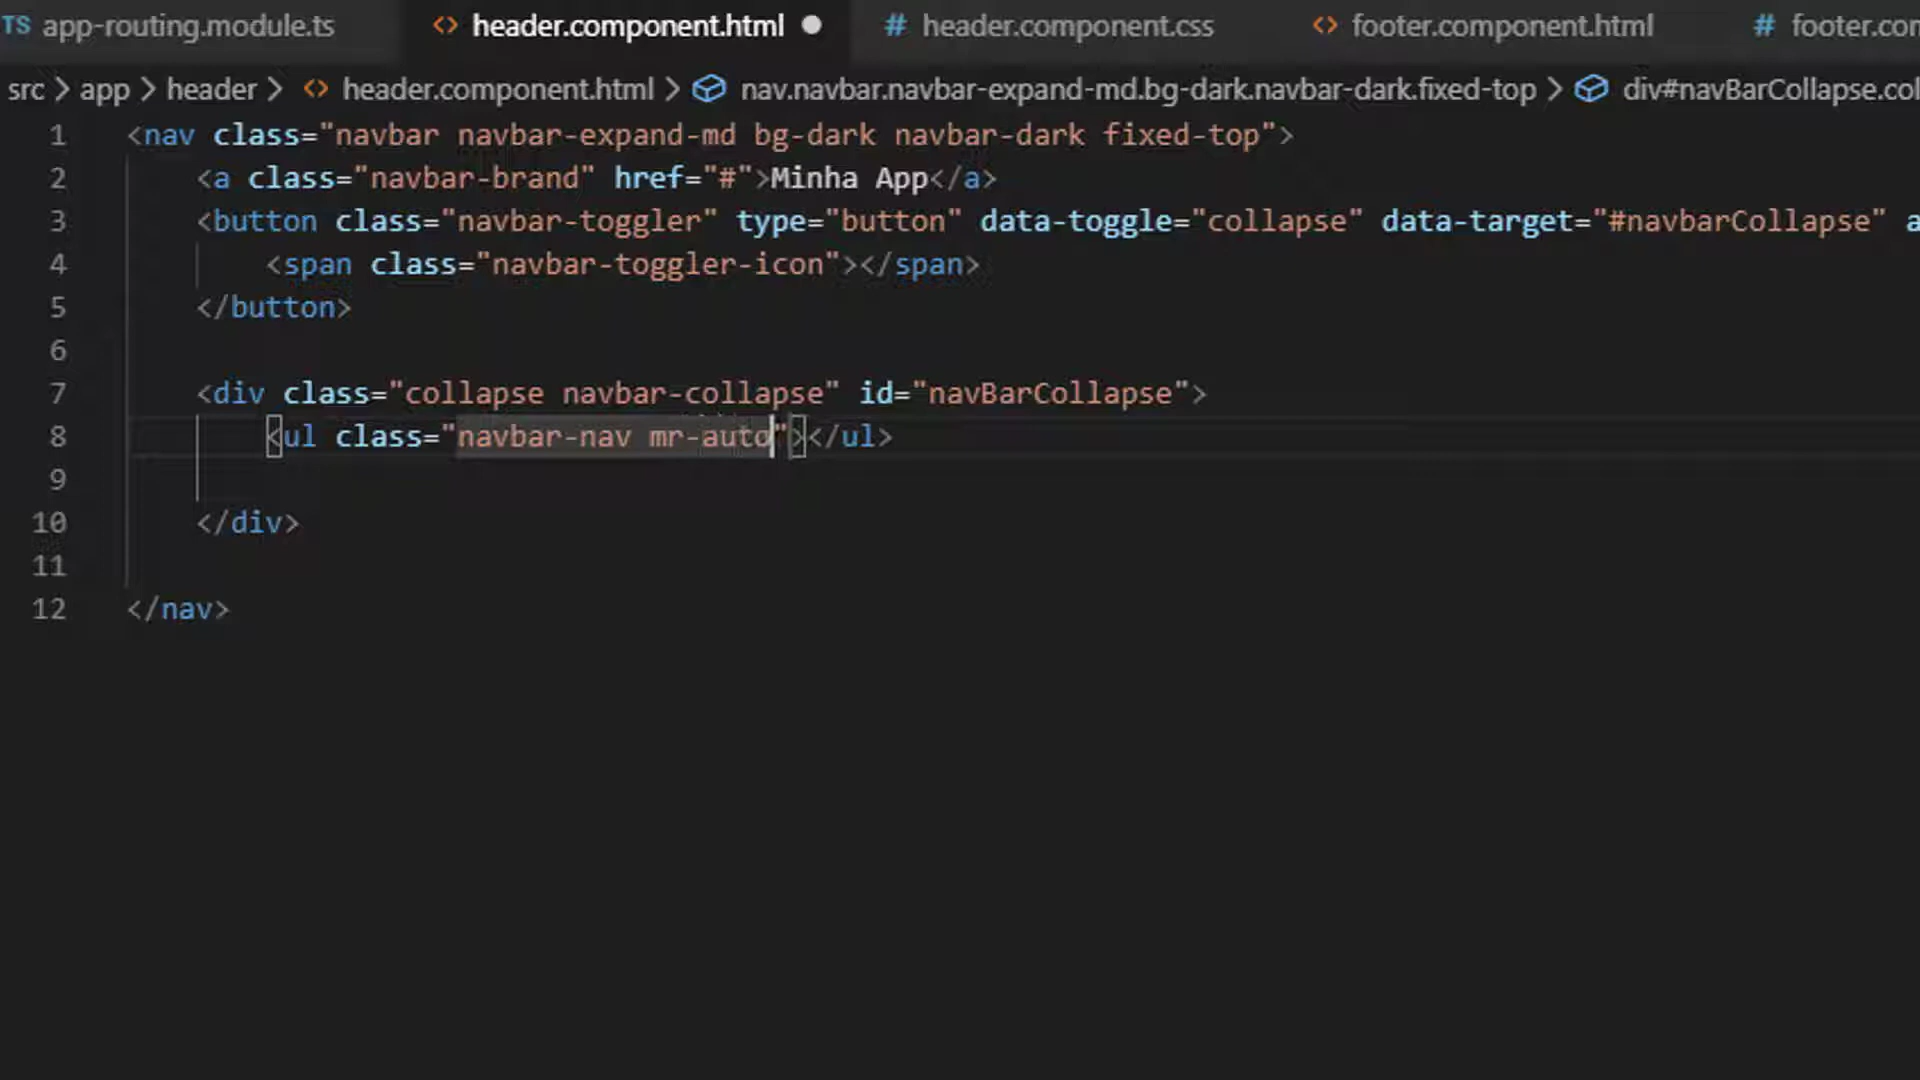 TS app-routing.module.ts <> header.component.html # header.component.css <> footer.component.html #
src > app > header > <> header.component.html > nav.navbar.navbar-expand-md.bg-dark.navbar-dark.fixed-top >
1 <nav class="navbar navbar-expand-md bg-dark navbar-dark fixed-top">
2 <a class="navbar-brand" href="#">Minha App</a>
3 <button class="navbar-toggler" type="button" data-toggle="collapse" data-target="#navbarCollapse"
4 <span class="navbar-toggler-icon"></span>
5 </button>
6
7 <div class="collapse navbar-collapse" id="navBarCollapse">
8 <ul class="navbar-nav mr-auto"></ul>
9
10 </div>
11
12 </nav>